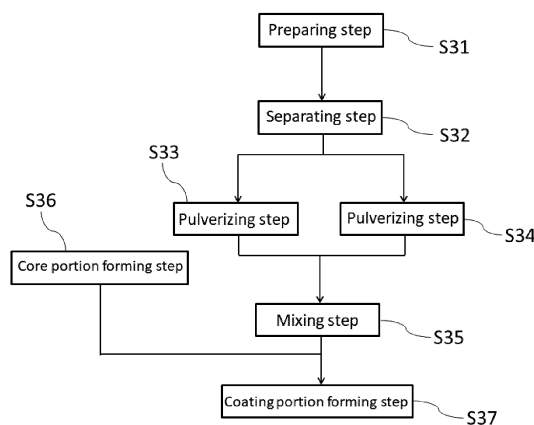 Preparing step
S31
Separating step
S32
S33
Pulverizing step
Pulverizing step
S34
S36
Core portion forming step
Mixing step
S35
Coating portion forming step
S37